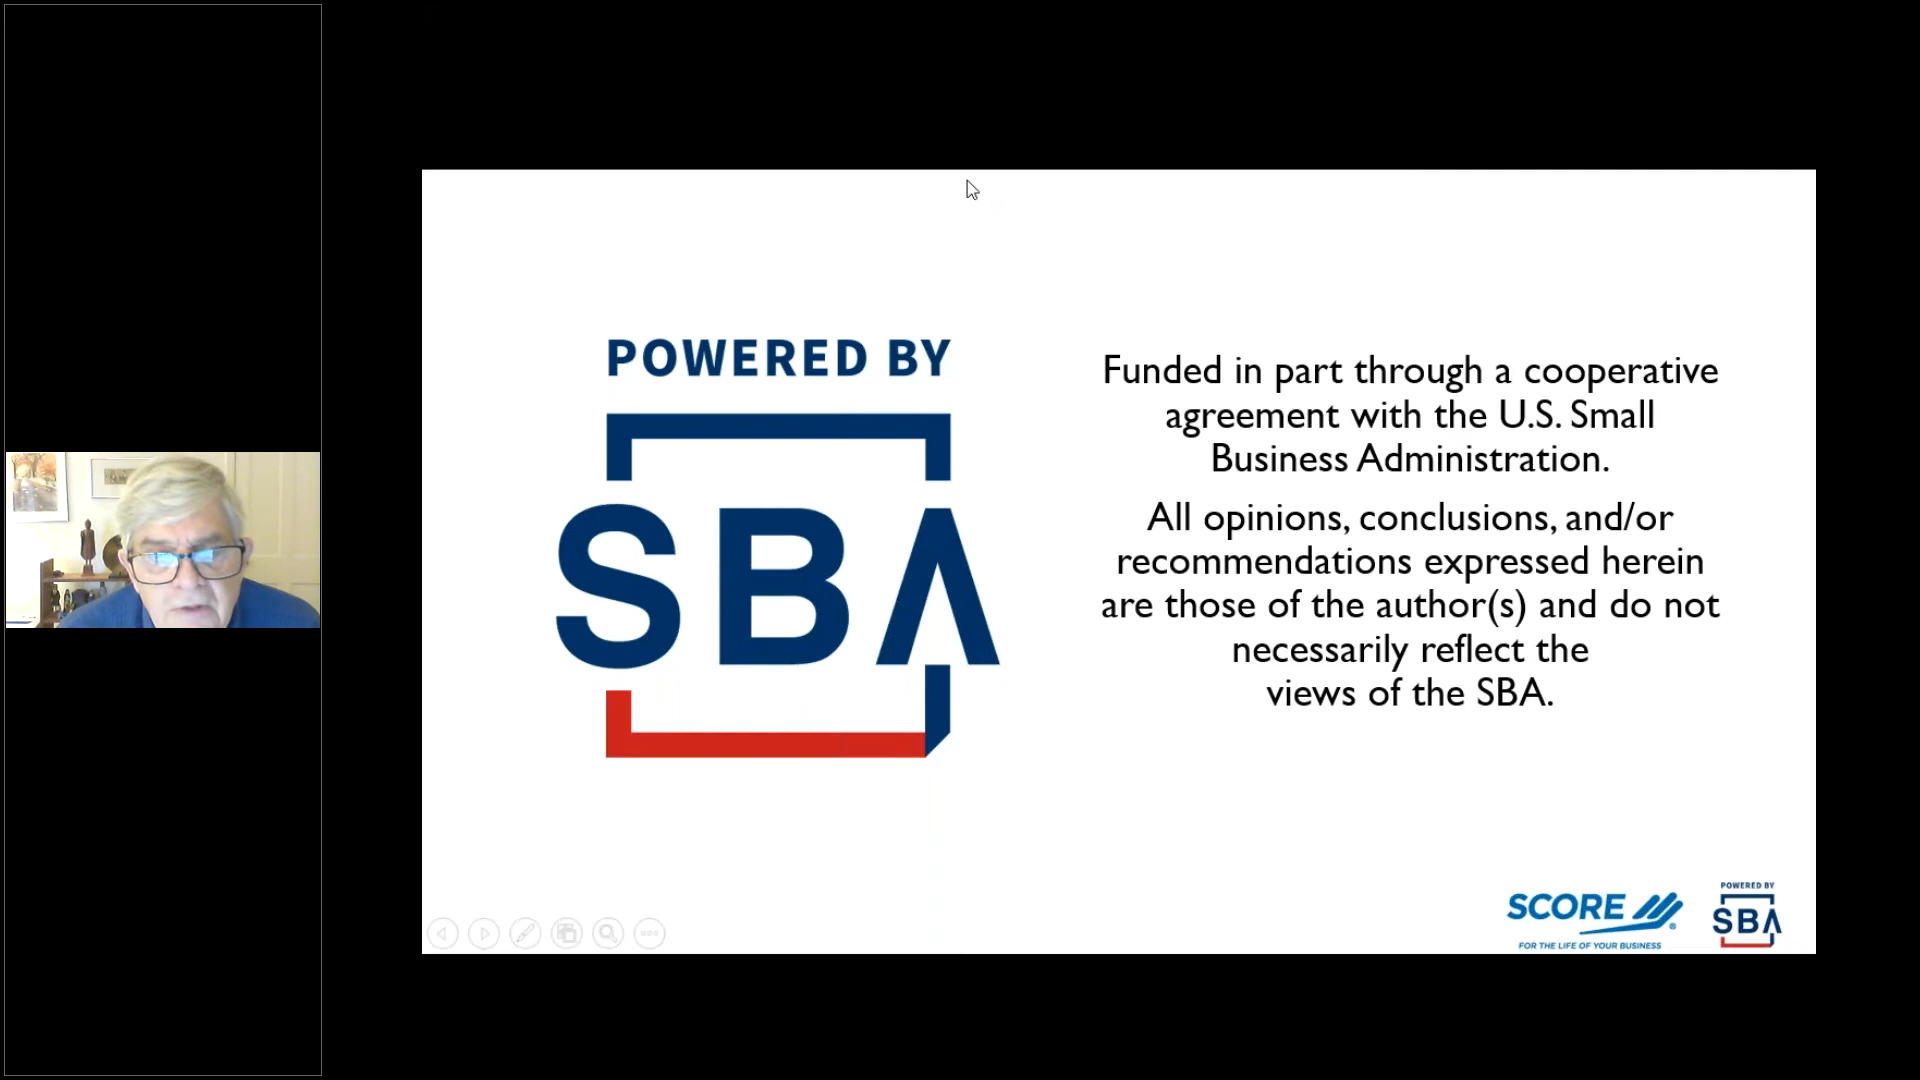 POWERED BY
SBA
Funded in part through a cooperative
agreement with the U.S. Small
Business Administration.
All opinions, conclusions, and/or
recommendations expressed herein
are those of the author(s) and do not
necessarily reflect the
views of the SBA.
SCORE
®
FOR THE LIFE OF YOUR BUSINESS
POWERED BY
SBA